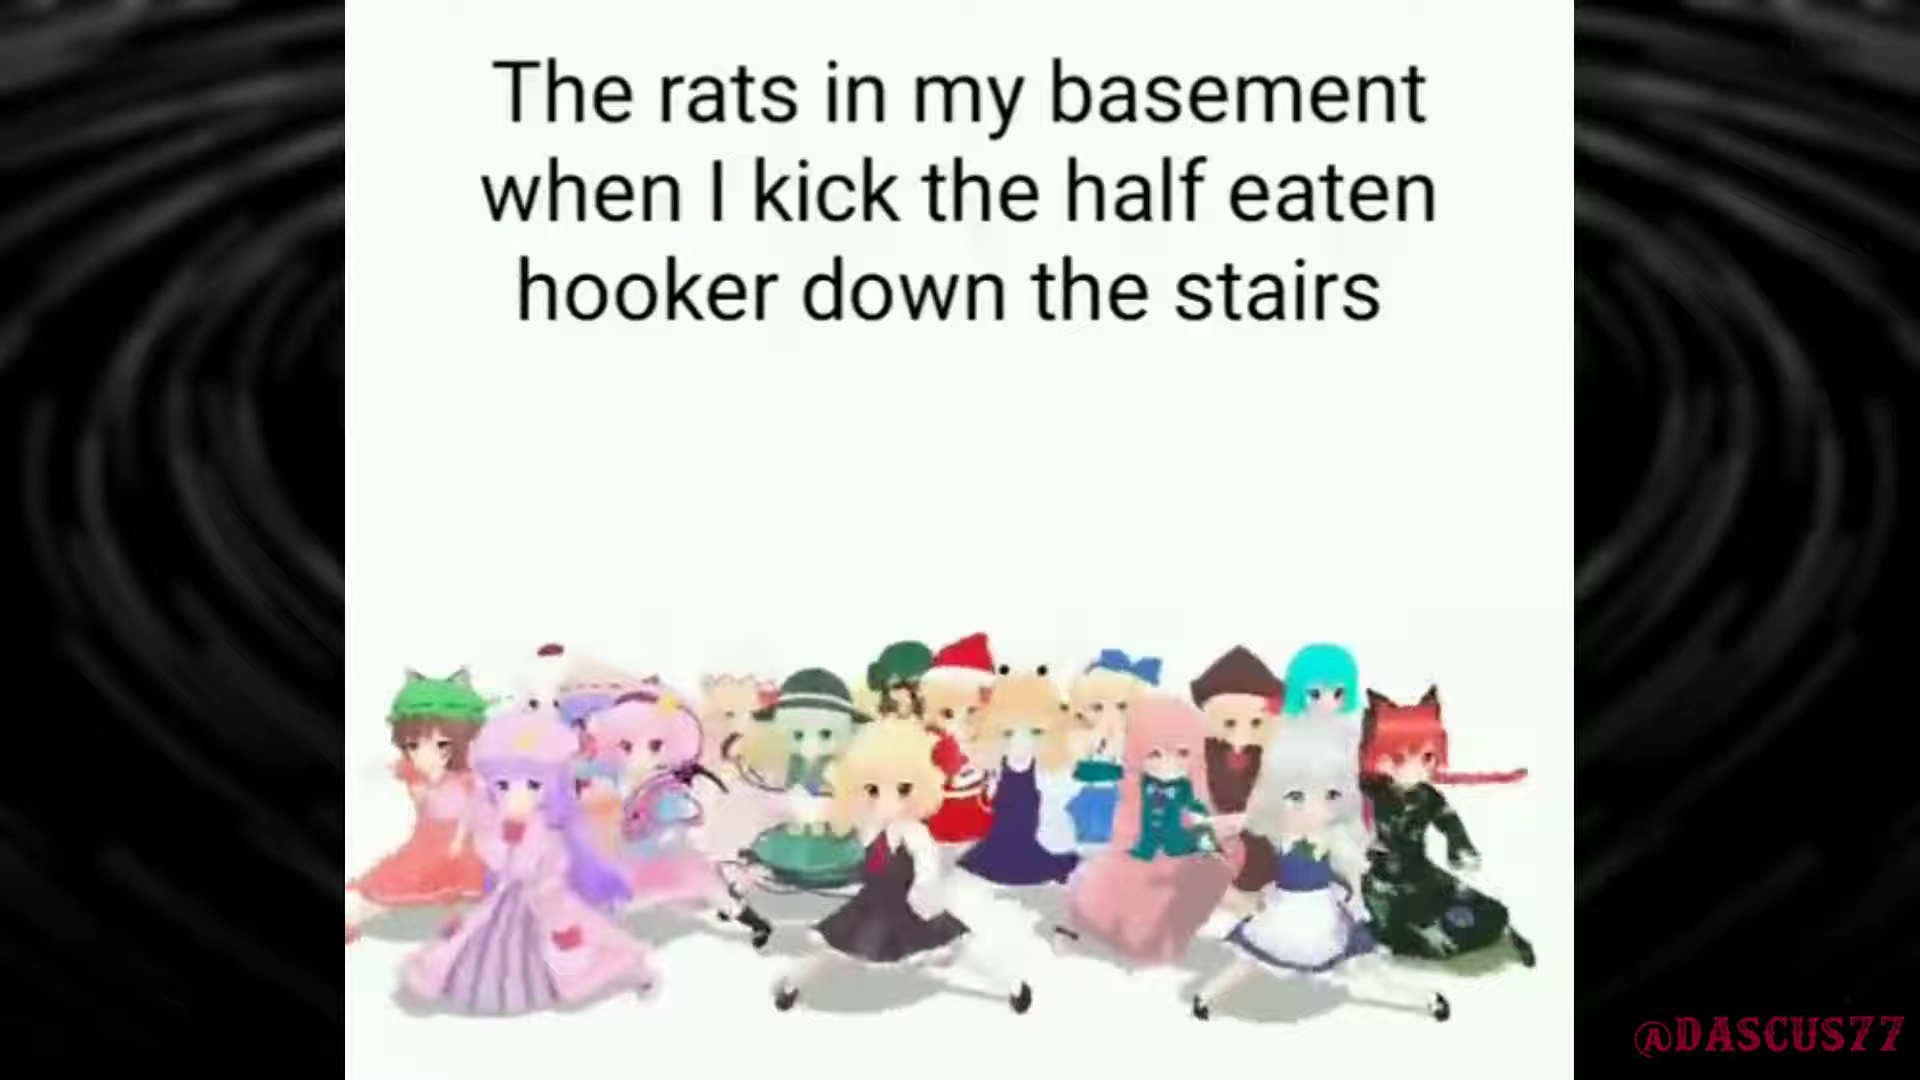 The rats in my basement
when I kick the half eaten
hooker down the stairs
@DASCUS77